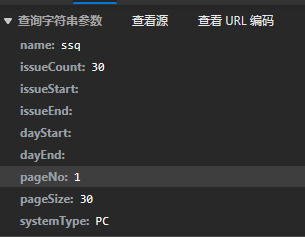 ▼ 查询字符串参数 查看源 查看 URL 编码
name: ssq
issueCount: 30
issueStart:
issueEnd:
dayStart:
dayEnd:
pageNo: 1
pageSize: 30
systemType: PC